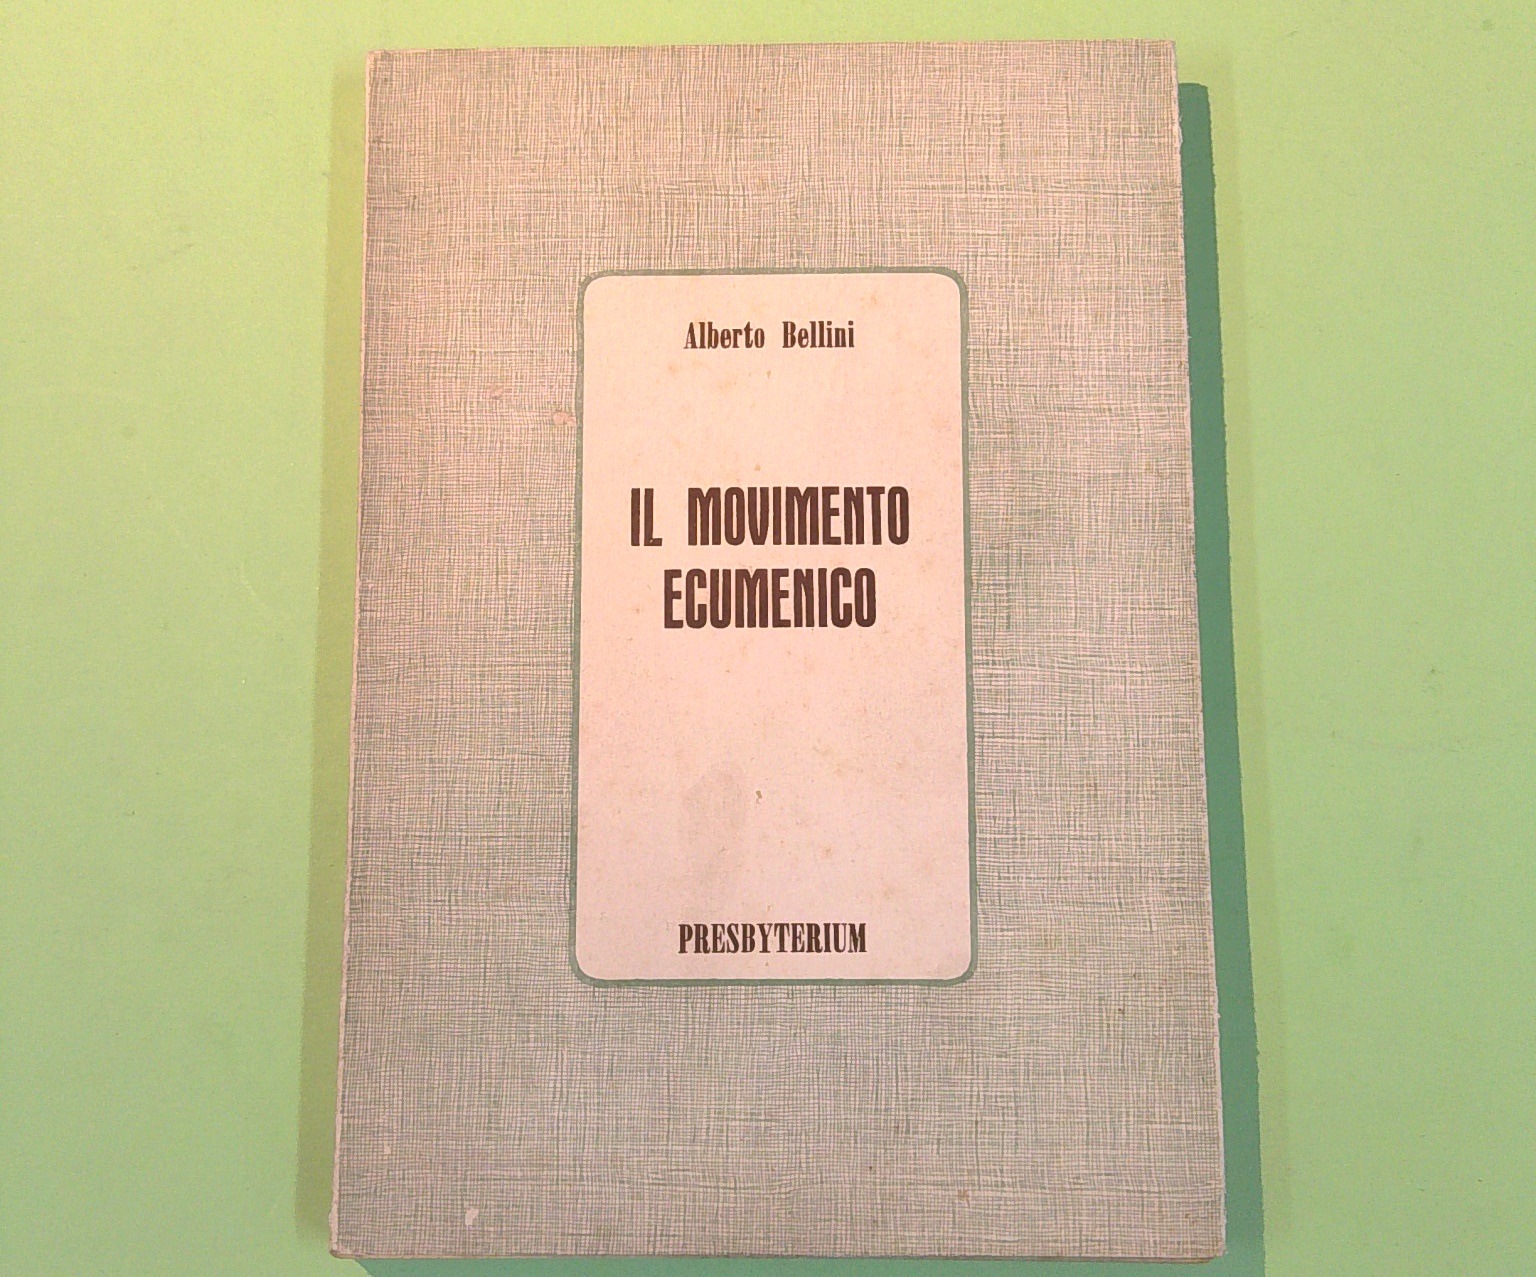 Alberto Bellini
IL MOVIMENTO
ECUMENICO
PRESBYTERIUM